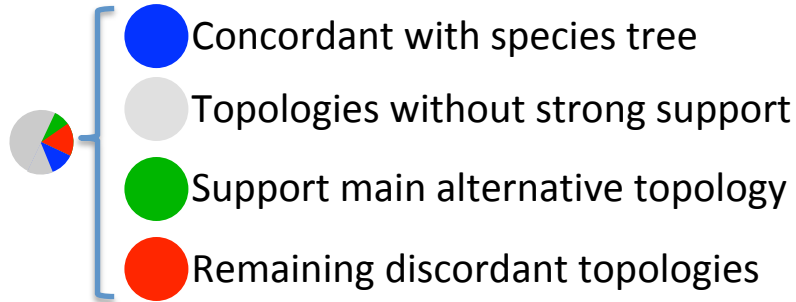 Concordant with species tree
Topologies without strong support
Support main alternative topology
Remaining discordant topologies